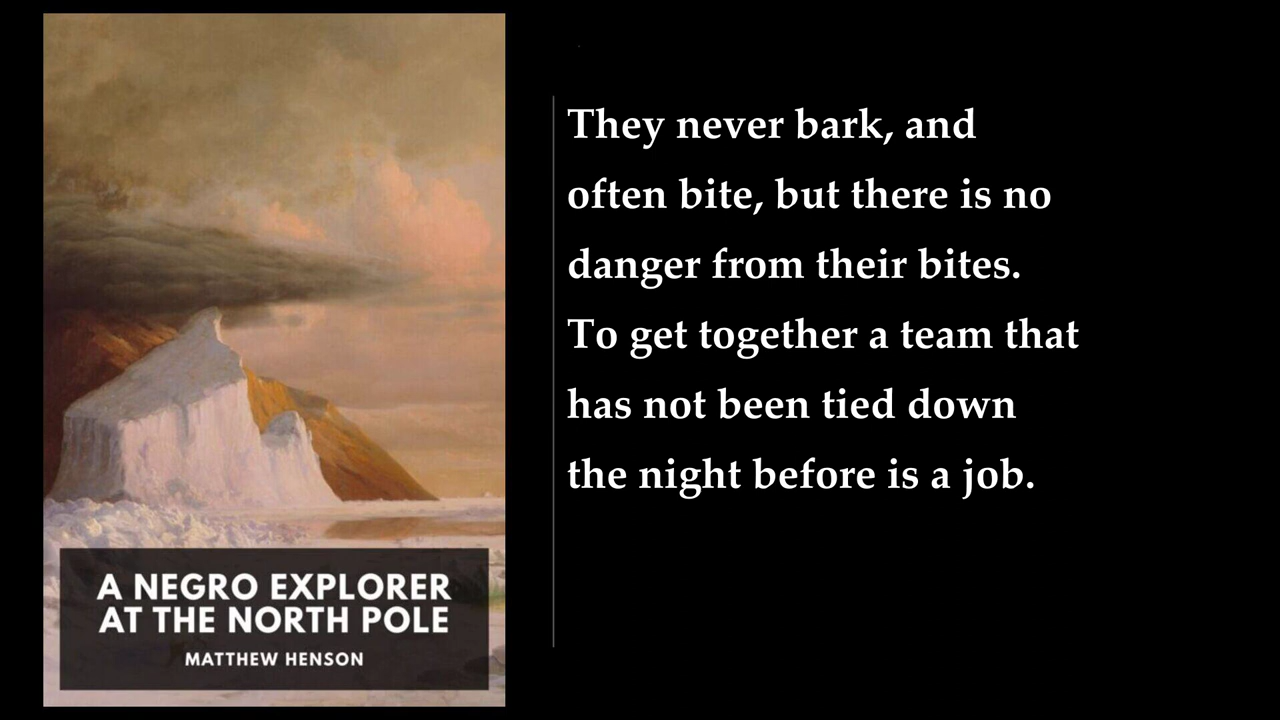 They never bark, and
often bite, but there is no
danger from their bites.
To get together a team that
has not been tied down
the night before is a job.
A NEGRO EXPLORER
AT THE NORTH POLE
MATTHEW HENSON